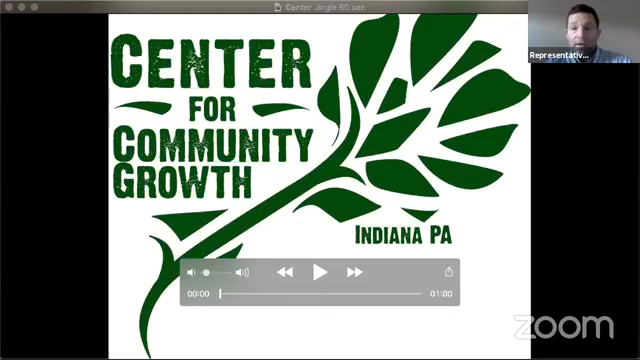 Center Jingle 60 sec
Representativ...
CENTER
FOR
COMMUNITY
GROWTH
INDIANA PA
00:00
01:00
zoom